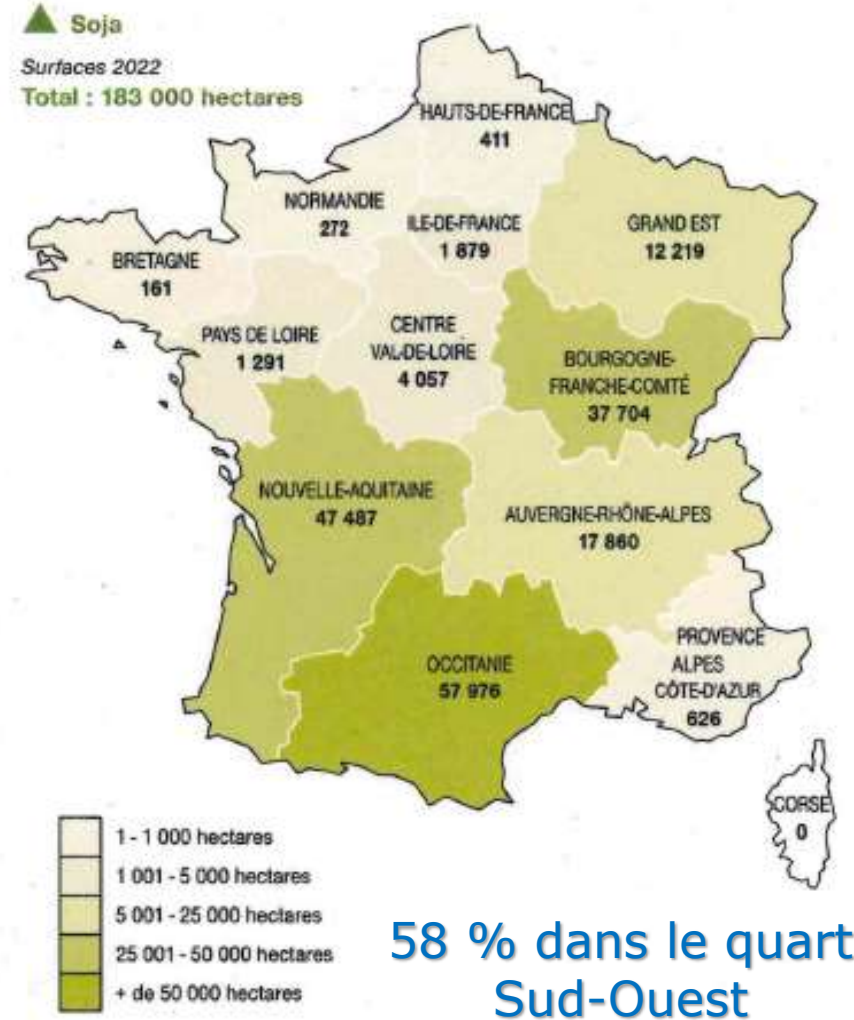 Soja
Surfaces 2022
Total : 183 000 hectares
HAUTS-DE-FRANCE
411
NORMANDIE
272
ILE-DE-FRANCE
1 879
GRAND EST
12 219
BRETAGNE
161
PAYS DE LOIRE
1 291
CENTRE
VAL-DE-LOIRE
4 057
BOURGOGNE-
FRANCHE-COMTÉ
37 704
NOUVELLE-AQUITAINE
47 487
AUVERGNE-RHÔNE-ALPES
17 860
OCCITANIE
57 976
PROVENCE
ALPES
CÔTE-D'AZUR
626
CORSE
0
1 - 1 000 hectares
1 001 - 5 000 hectares
5 001 - 25 000 hectares
25 001 - 50 000 hectares
+ de 50 000 hectares
58 % dans le quart
Sud-Ouest